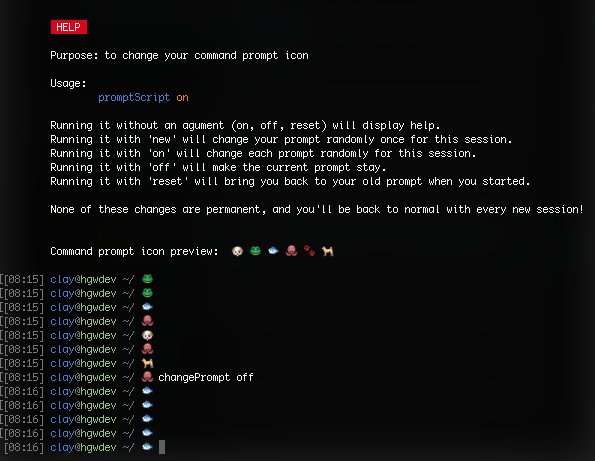 HELP
Purpose: to change your command prompt icon
Usage:
promptScript on
Running it without an agument (on, off, reset) will display help.
Running it with 'new' will change your prompt randomly once for this session.
Running it with 'on' will change each prompt randomly for this session.
Running it with 'off' will make the current prompt stay.
Running it with 'reset' will bring you back to your old prompt when you started.
None of these changes are permanent, and you'll be back to normal with every new session!
Command prompt icon preview: 🐶 🐸 🐟 🐙 🐾 🐕
[[08:15] clay@hgwdev ~/ 🐸
[[08:15] clay@hgwdev ~/ 🐸
[[08:15] clay@hgwdev ~/ 🐟
[[08:15] clay@hgwdev ~/ 🐙
[[08:15] clay@hgwdev ~/ 🐶
[[08:15] clay@hgwdev ~/ 🐙
[[08:15] clay@hgwdev ~/ 🐕
[[08:15] clay@hgwdev ~/ 🐙 changePrompt off
[[08:16] clay@hgwdev ~/ 🐟
[[08:16] clay@hgwdev ~/ 🐟
[[08:16] clay@hgwdev ~/ 🐟
[[08:16] clay@hgwdev ~/ 🐟
[08:16] clay@hgwdev ~/ 🐟